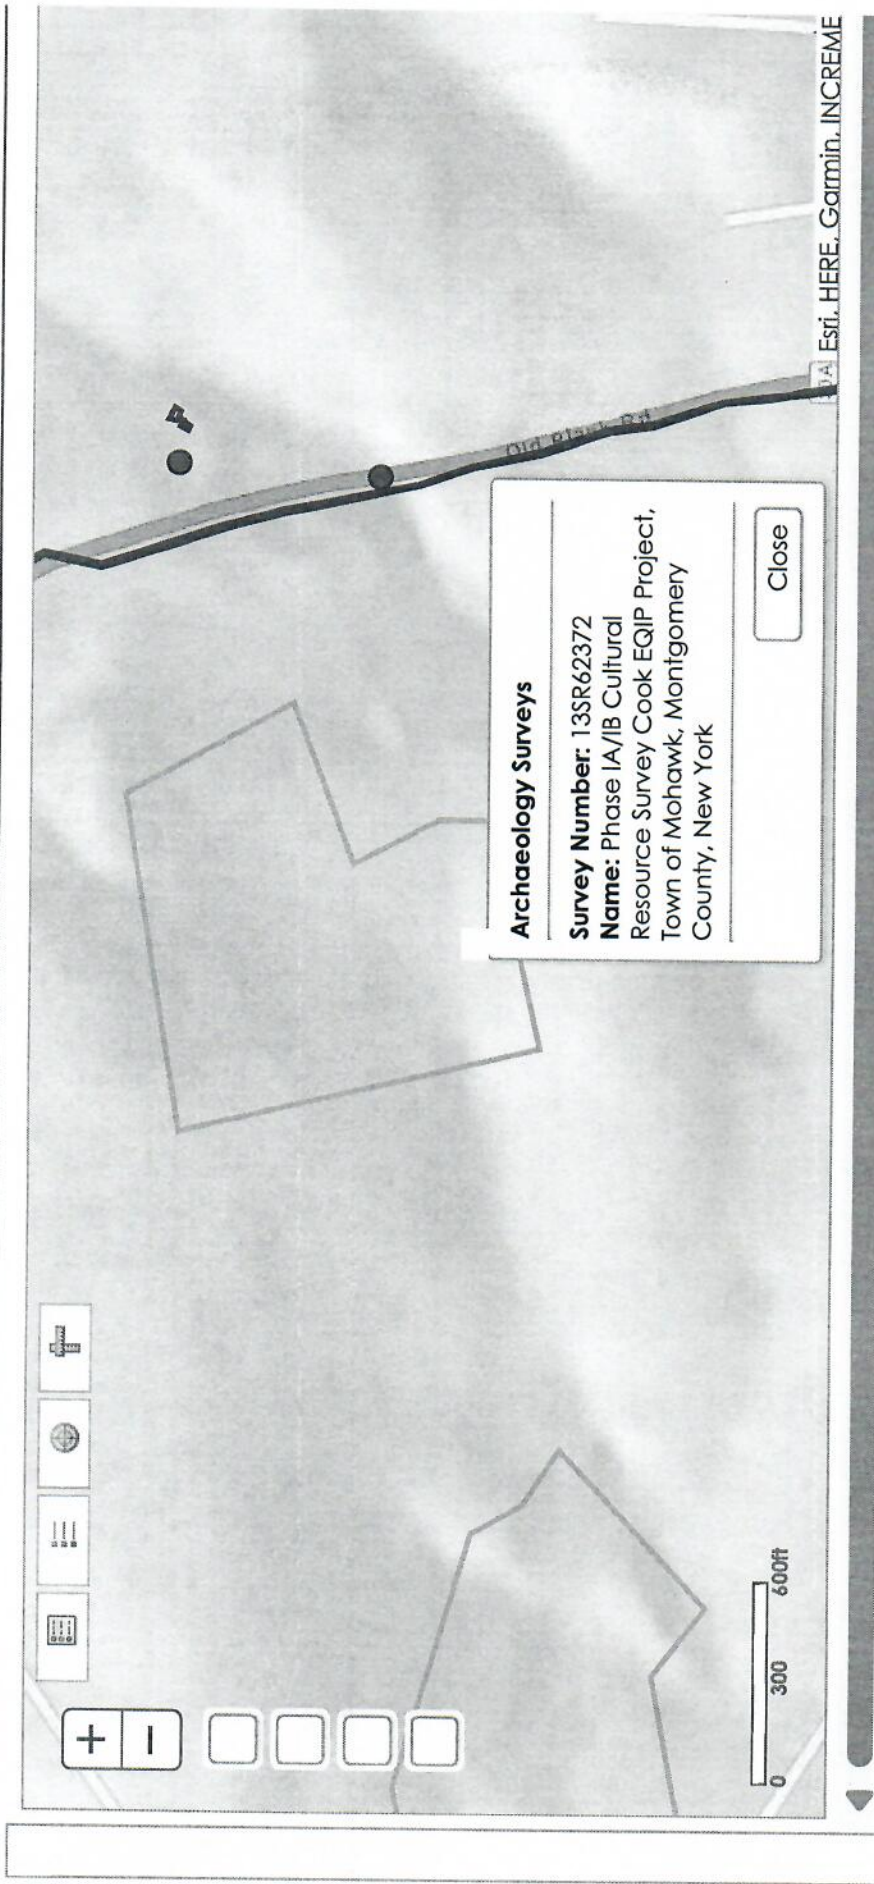 +
−
Old Plank Rd
Archaeology Surveys
Survey Number: 13SR62372
Name: Phase IA/IB Cultural
Resource Survey Cook EQIP Project,
Town of Mohawk, Montgomery
County, New York
Close
0 300 600ft
Esri, HERE, Garmin, INCREME